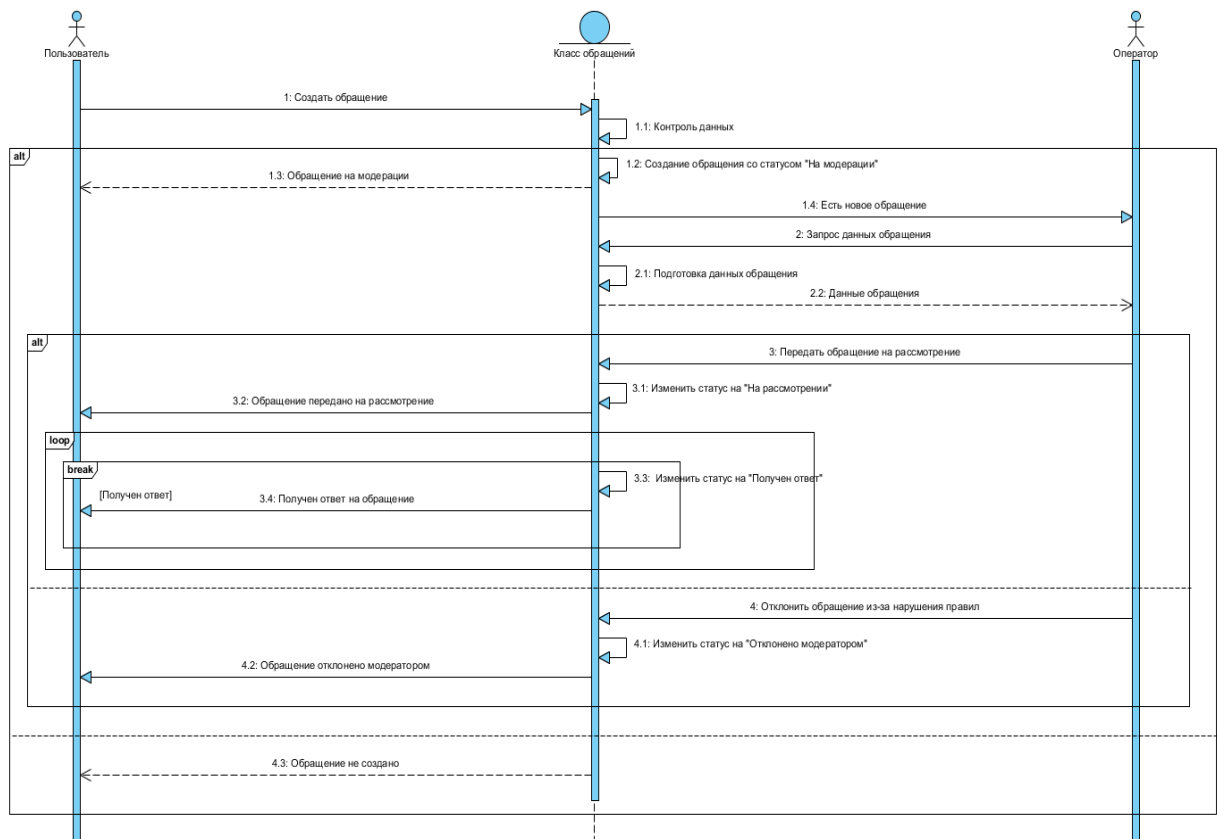 Пользователь
Класс обращений
Оператор
1: Создать обращение
1.1: Контроль данных
alt
1.2: Создание обращения со статусом "На модерации"
1.3: Обращение на модерации
1.4: Есть новое обращение
2: Запрос данных обращения
2.1: Подготовка данных обращения
2.2: Данные обращения
alt
3: Передать обращение на рассмотрение
3.1: Изменить статус на "На рассмотрении"
3.2: Обращение передано на рассмотрение
loop
break
3.3: Изменить статус на "Получен ответ"
[Получен ответ]
3.4: Получен ответ на обращение
4: Отклонить обращение из-за нарушения правил
4.1: Изменить статус на "Отклонено модератором"
4.2: Обращение отклонено модератором
4.3: Обращение не создано